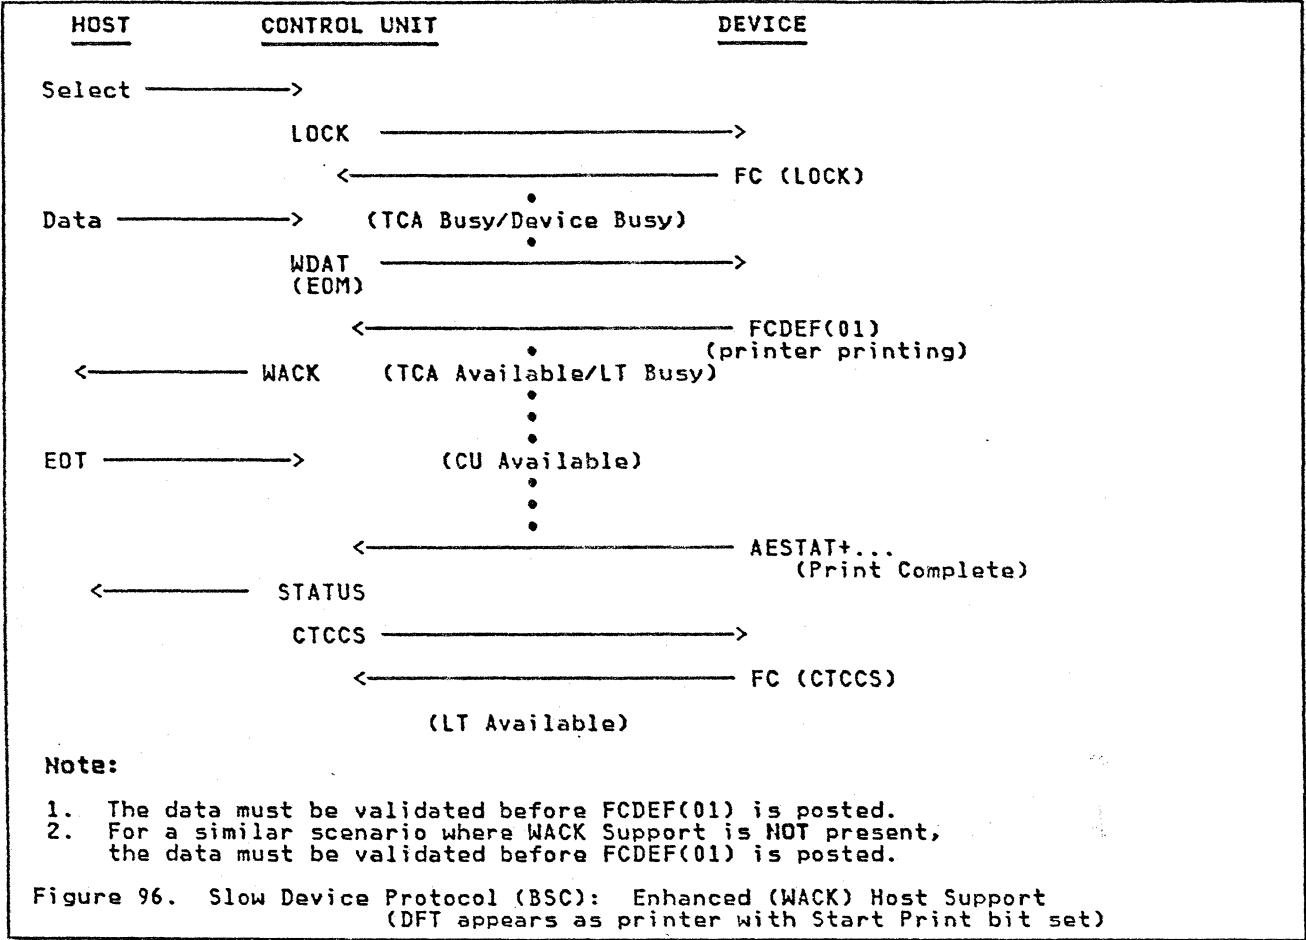 HOST CONTROL UNIT DEVICE
Select
LOCK
FC (LOCK)
Data (TCA Busy/Device Busy)
WDAT
(EOM)
FCDEF(01)
(printer printing)
WACK (TCA Available/LT Busy)
EOT (CU Available)
AESTAT+...
(Print Complete)
STATUS
CTCCS
FC (CTCCS)
(LT Available)
Note:
1. The data must be validated before FCDEF(01) is posted.
2. For a similar scenario where WACK Support is NOT present,
the data must be validated before FCDEF(01) is posted.
Figure 96. Slow Device Protocol (BSC): Enhanced (WACK) Host Support
(DFT appears as printer with Start Print bit set)